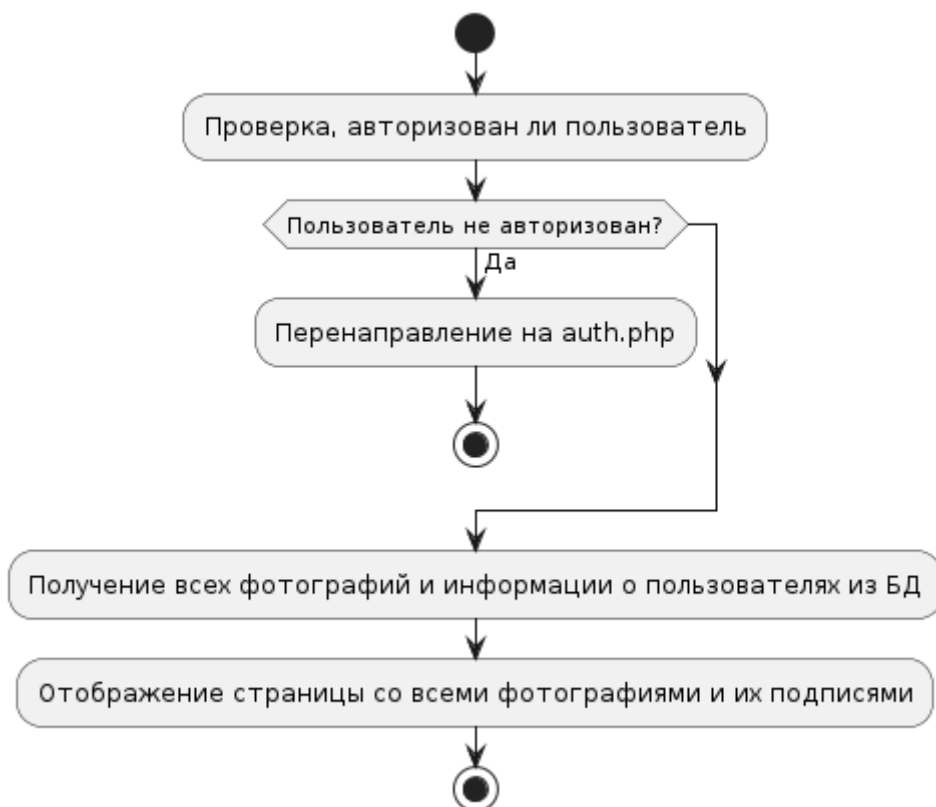 Проверка, авторизован ли пользователь
Пользователь не авторизован?
Да
Перенаправление на auth.php
Получение всех фотографий и информации о пользователях из БД
Отображение страницы со всеми фотографиями и их подписями